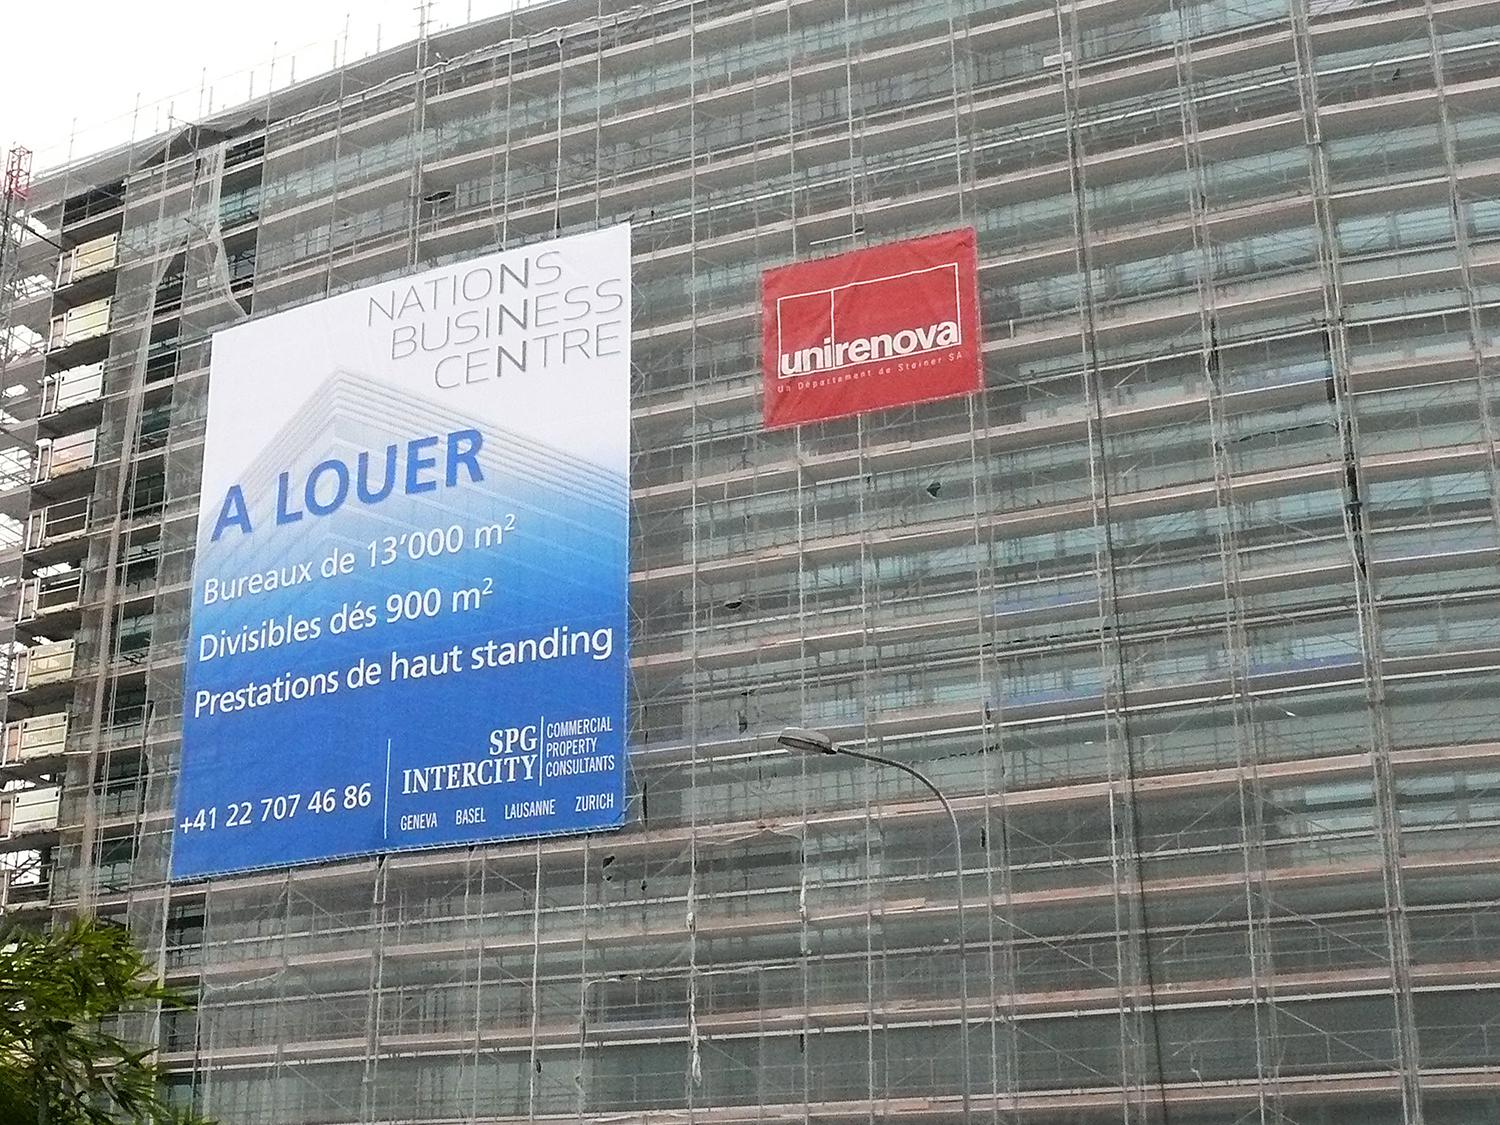 NATIONS
BUSINESS
CENTRE
A LOUER
Bureaux de 13’000 m²
Divisibles dés 900 m²
Prestations de haut standing
+41 22 707 46 86
SPG
INTERCITY
COMMERCIAL
PROPERTY
CONSULTANTS
GENEVA BASEL LAUSANNE ZURICH
unirenova
Un Département de Steiner SA